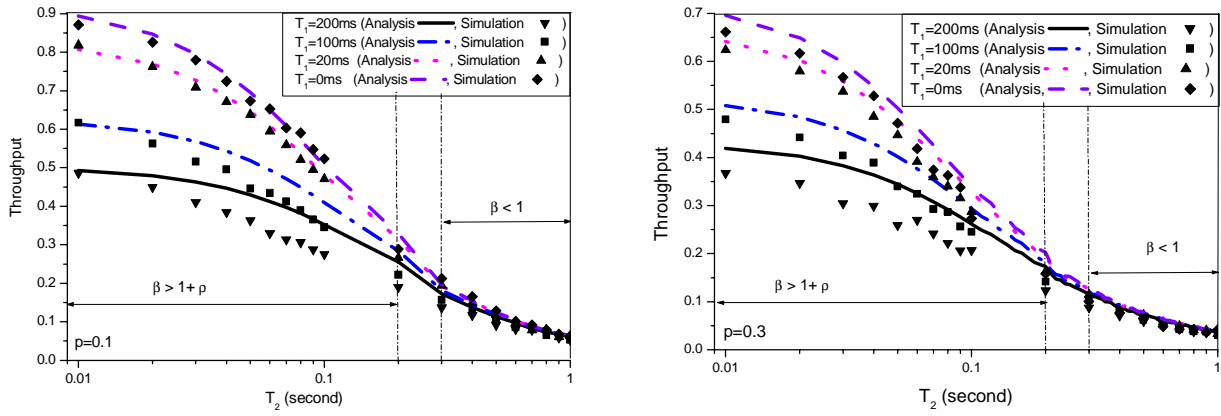 1.0
0.9
0.8
0.7
0.6
0.5
0.4
0.3
0.2
0.1
0.0
Throughput
T1=200ms (Analysis , Simulation )
T1=100ms (Analysis , Simulation )
T1=20ms (Analysis , Simulation )
T1=0ms (Analysis , Simulation )
β < 1
β > 1+ ρ
p=0.1
0.01 0.1 1
T2 (second)
0.7
0.6
0.5
0.4
0.3
0.2
0.1
0.0
Throughput
T1=200ms (Analysis , Simulation )
T1=100ms (Analysis , Simulation )
T1=20ms (Analysis , Simulation )
T1=0ms (Analysis, , Simulation )
β < 1
β > 1+ ρ
p=0.3
0.01 0.1 1
T2 (second)